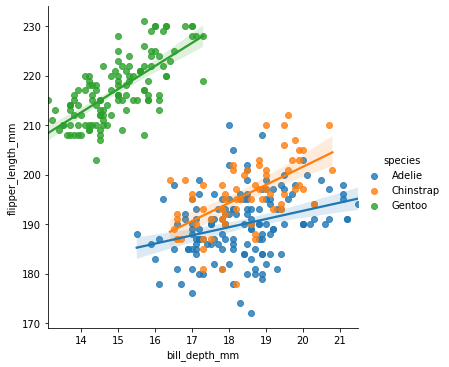 230
220
210
200
190
180
170
flipper_length_mm
14 15 16 17 18 19 20 21
bill_depth_mm
species
Adelie
Chinstrap
Gentoo